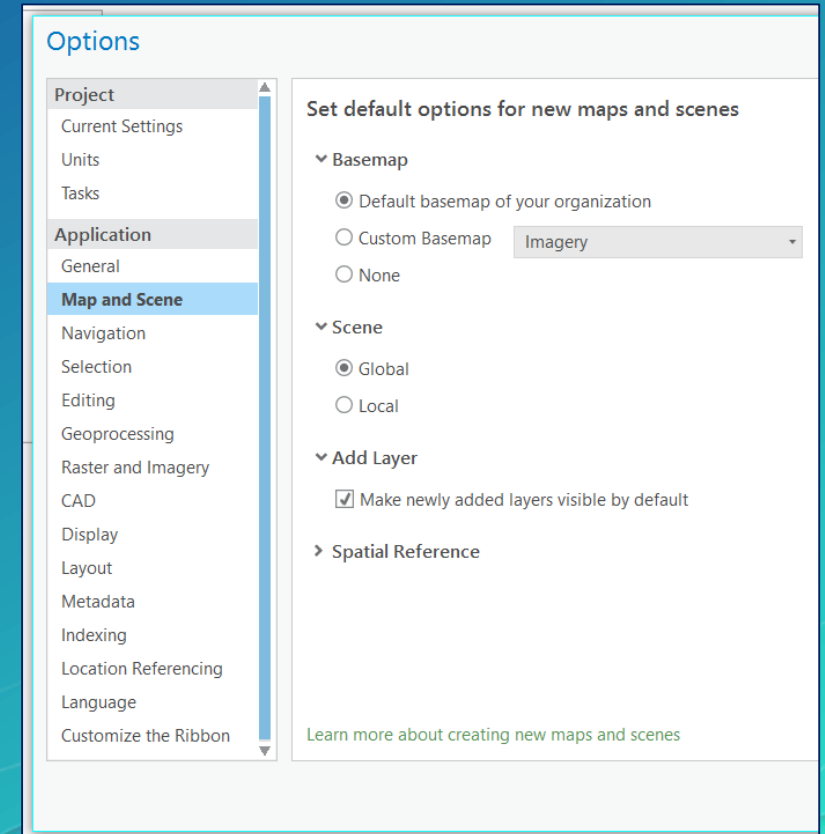 Options
Project
Current Settings
Units
Tasks
Application
General
Map and Scene
Navigation
Selection
Editing
Geoprocessing
Raster and Imagery
CAD
Display
Layout
Metadata
Indexing
Location Referencing
Language
Customize the Ribbon
Set default options for new maps and scenes
Basemap
Default basemap of your organization
Custom Basemap Imagery
None
Scene
Global
Local
Add Layer
Make newly added layers visible by default
Spatial Reference
Learn more about creating new maps and scenes